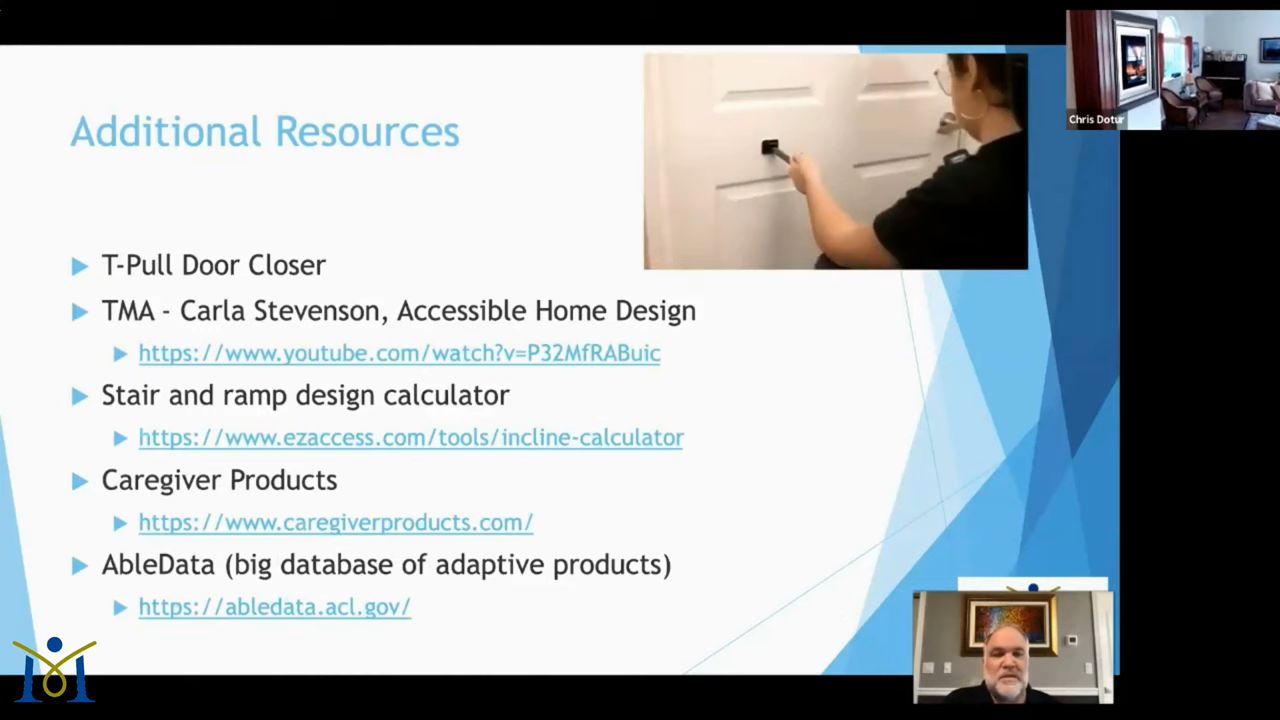 Additional Resources
T-Pull Door Closer
TMA - Carla Stevenson, Accessible Home Design
https://www.youtube.com/watch?v=P32MfRABuic
Stair and ramp design calculator
https://www.ezaccess.com/tools/incline-calculator
Caregiver Products
https://www.caregiverproducts.com/
AbleData (big database of adaptive products)
https://abledata.acl.gov/
Chris Dotur